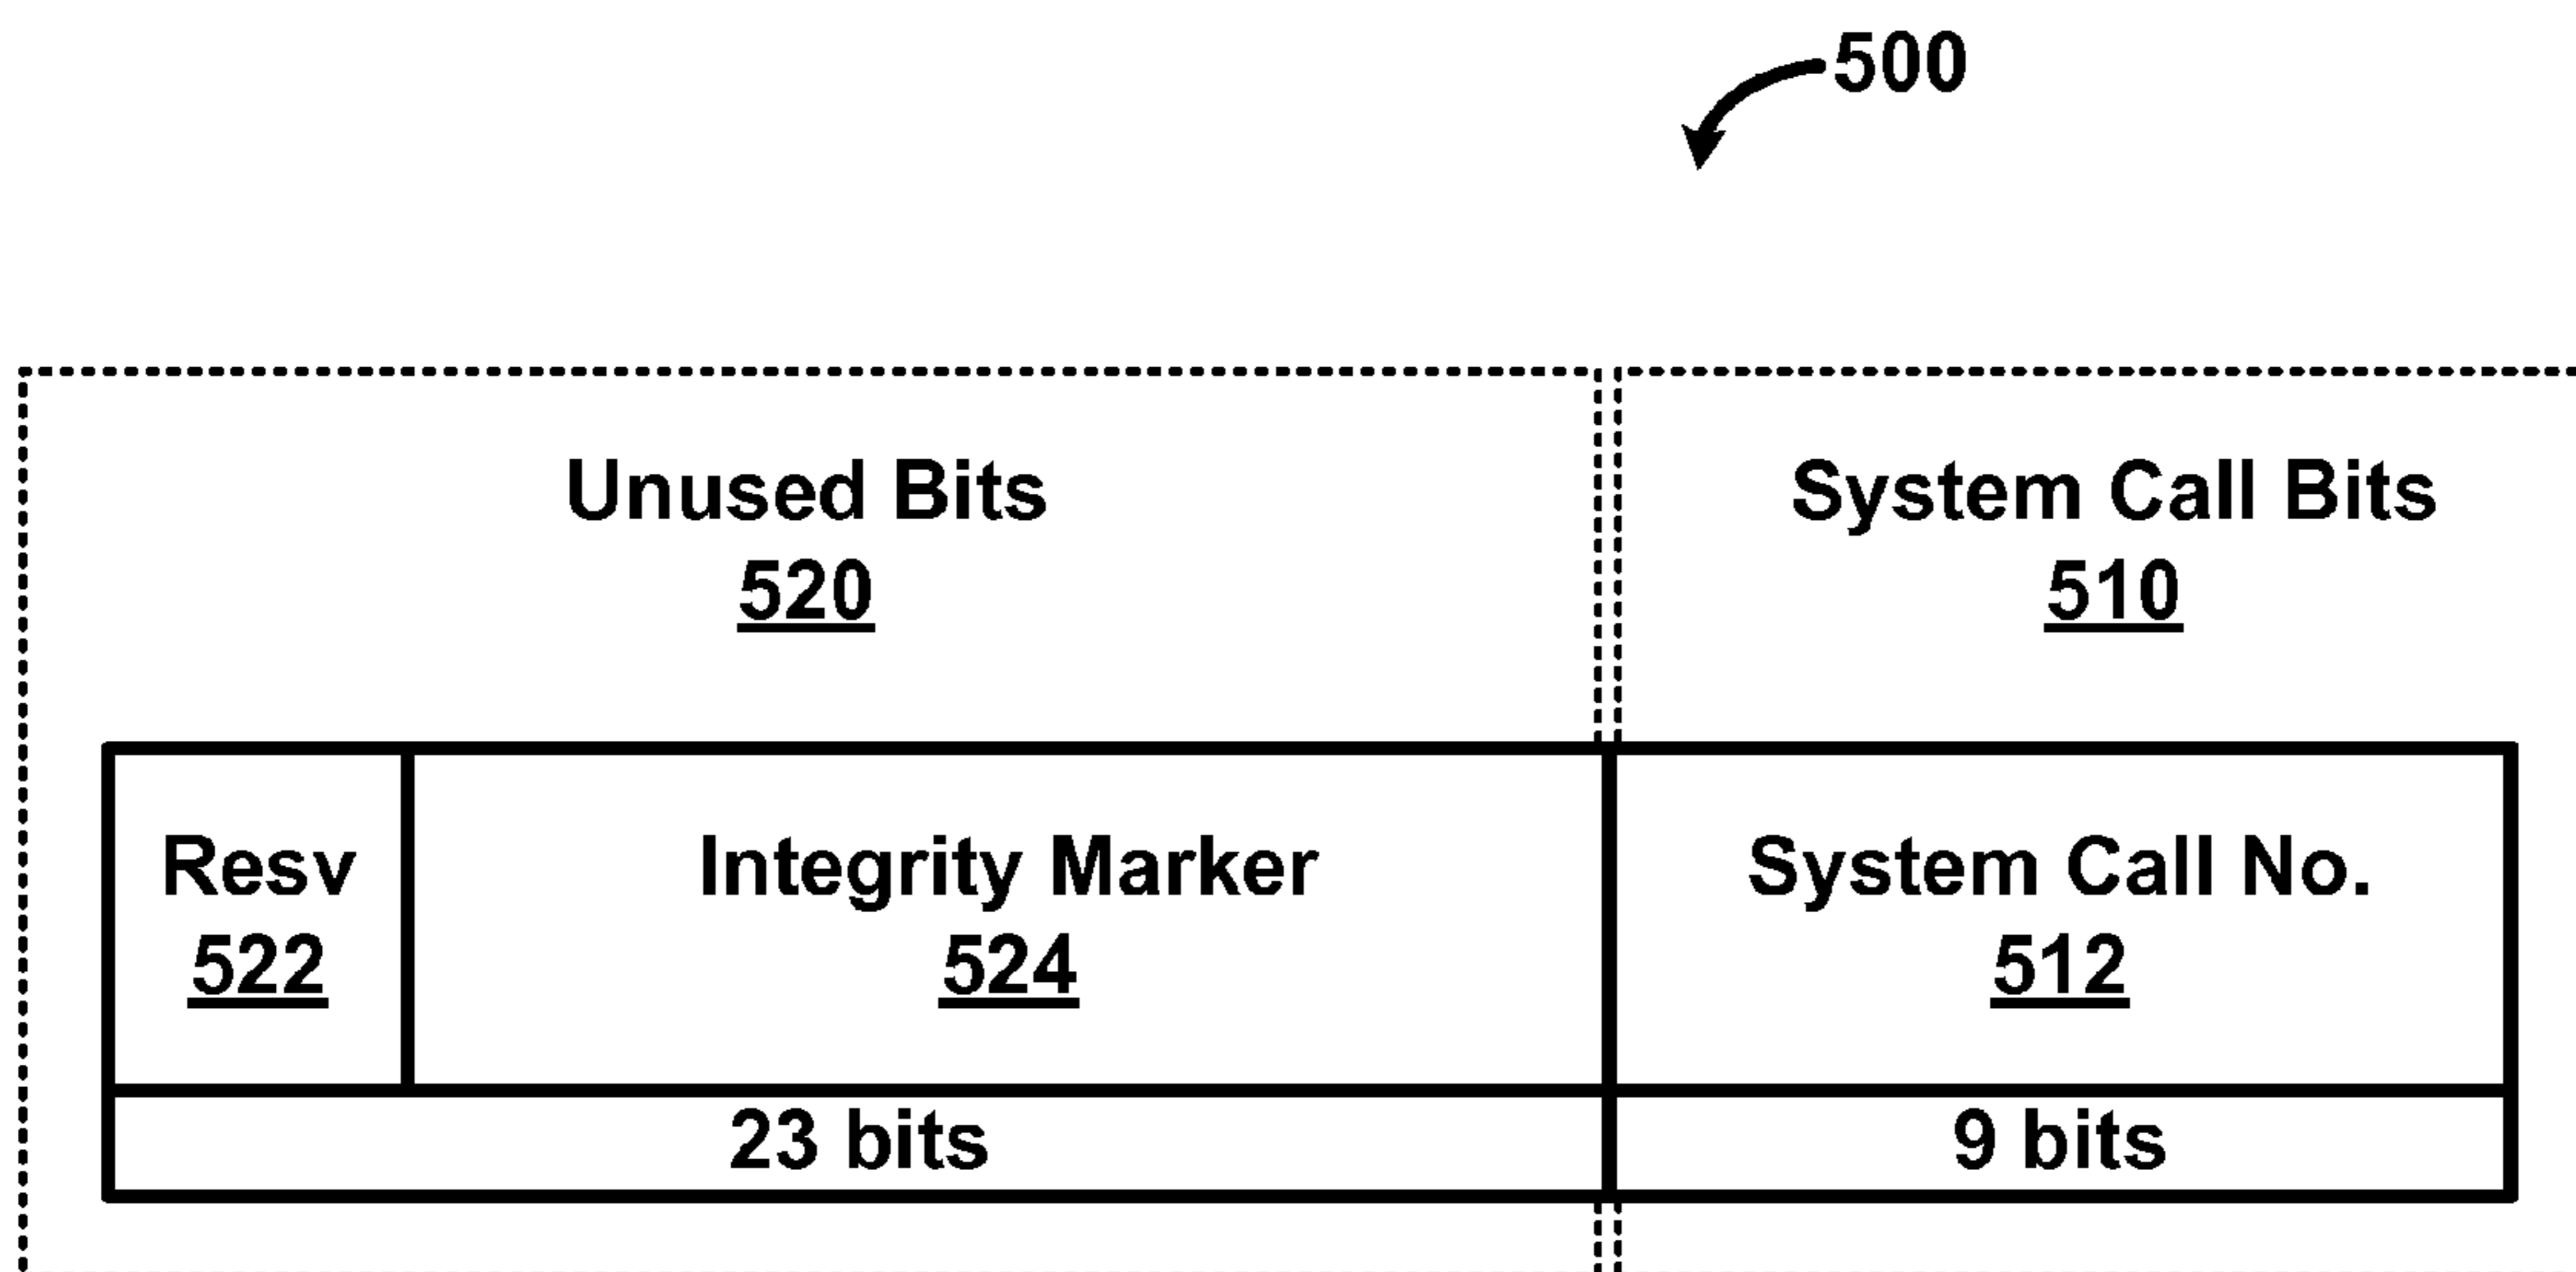 500
Unused Bits
520
System Call Bits
510
Resv
522
Integrity Marker
524
System Call No.
512
23 bits
9 bits